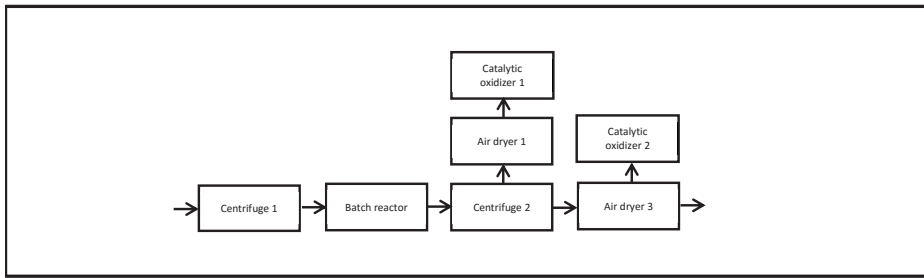 Catalytic
oxidizer 1
Air dryer 1
Catalytic
oxidizer 2
Centrifuge 1
Batch reactor
Centrifuge 2
Air dryer 3